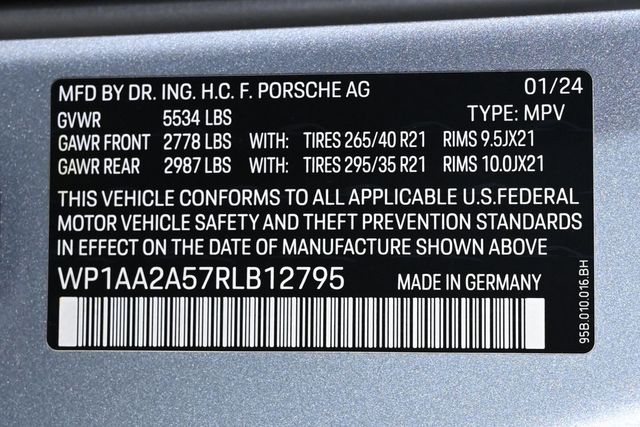 MFD BY DR. ING. H.C. F. PORSCHE AG 01/24
GVWR 5534 LBS TYPE: MPV
GAWR FRONT 2778 LBS WITH: TIRES 265/40 R21 RIMS 9.5JX21
GAWR REAR 2987 LBS WITH: TIRES 295/35 R21 RIMS 10.0JX21
THIS VEHICLE CONFORMS TO ALL APPLICABLE U.S.FEDERAL
MOTOR VEHICLE SAFETY AND THEFT PREVENTION STANDARDS
IN EFFECT ON THE DATE OF MANUFACTURE SHOWN ABOVE
WP1AA2A57RLB12795 MADE IN GERMANY
95B.010.016.BH